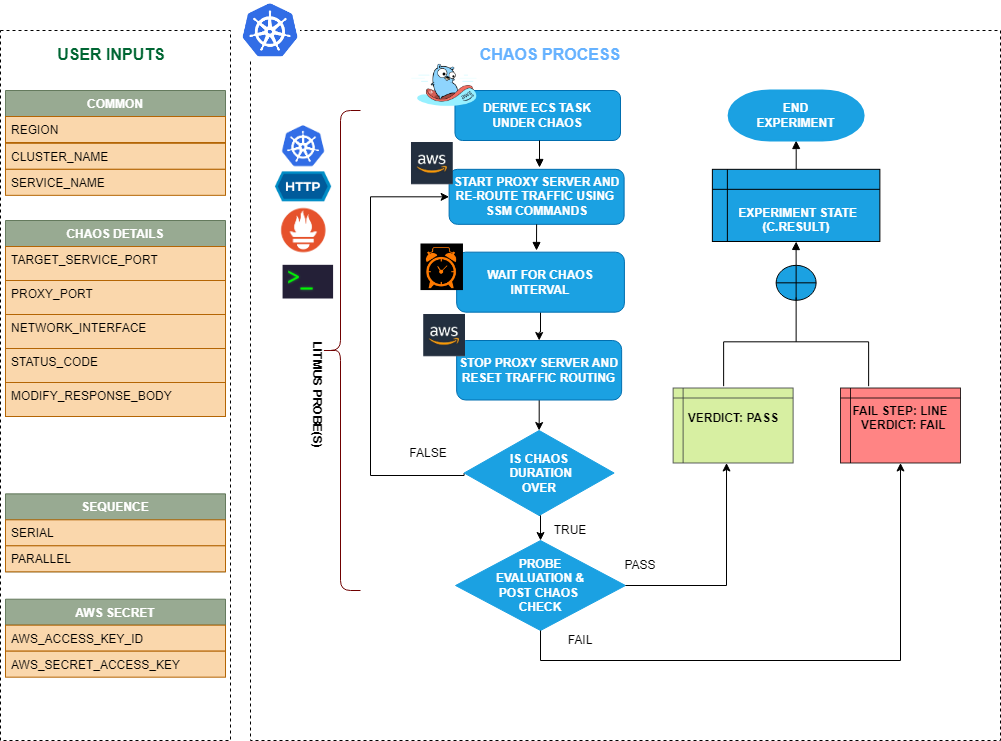 USER INPUTS
COMMON
REGION
CLUSTER_NAME
SERVICE_NAME
CHAOS DETAILS
TARGET_SERVICE_PORT
PROXY_PORT
NETWORK_INTERFACE
STATUS_CODE
MODIFY_RESPONSE_BODY
SEQUENCE
SERIAL
PARALLEL
AWS SECRET
AWS_ACCESS_KEY_ID
AWS_SECRET_ACCESS_KEY
CHAOS PROCESS
HTTP
>_
LITMUS PROBE(S)
DERIVE ECS TASK
UNDER CHAOS
aws
START PROXY SERVER AND
RE-ROUTE TRAFFIC USING
SSM COMMANDS
WAIT FOR CHAOS
INTERVAL
aws
STOP PROXY SERVER AND
RESET TRAFFIC ROUTING
FALSE
IS CHAOS
DURATION
OVER
TRUE
PROBE
EVALUATION &
POST CHAOS
CHECK
PASS
FAIL
VERDICT: PASS
FAIL STEP: LINE
VERDICT: FAIL
EXPERIMENT STATE
(C.RESULT)
END
EXPERIMENT